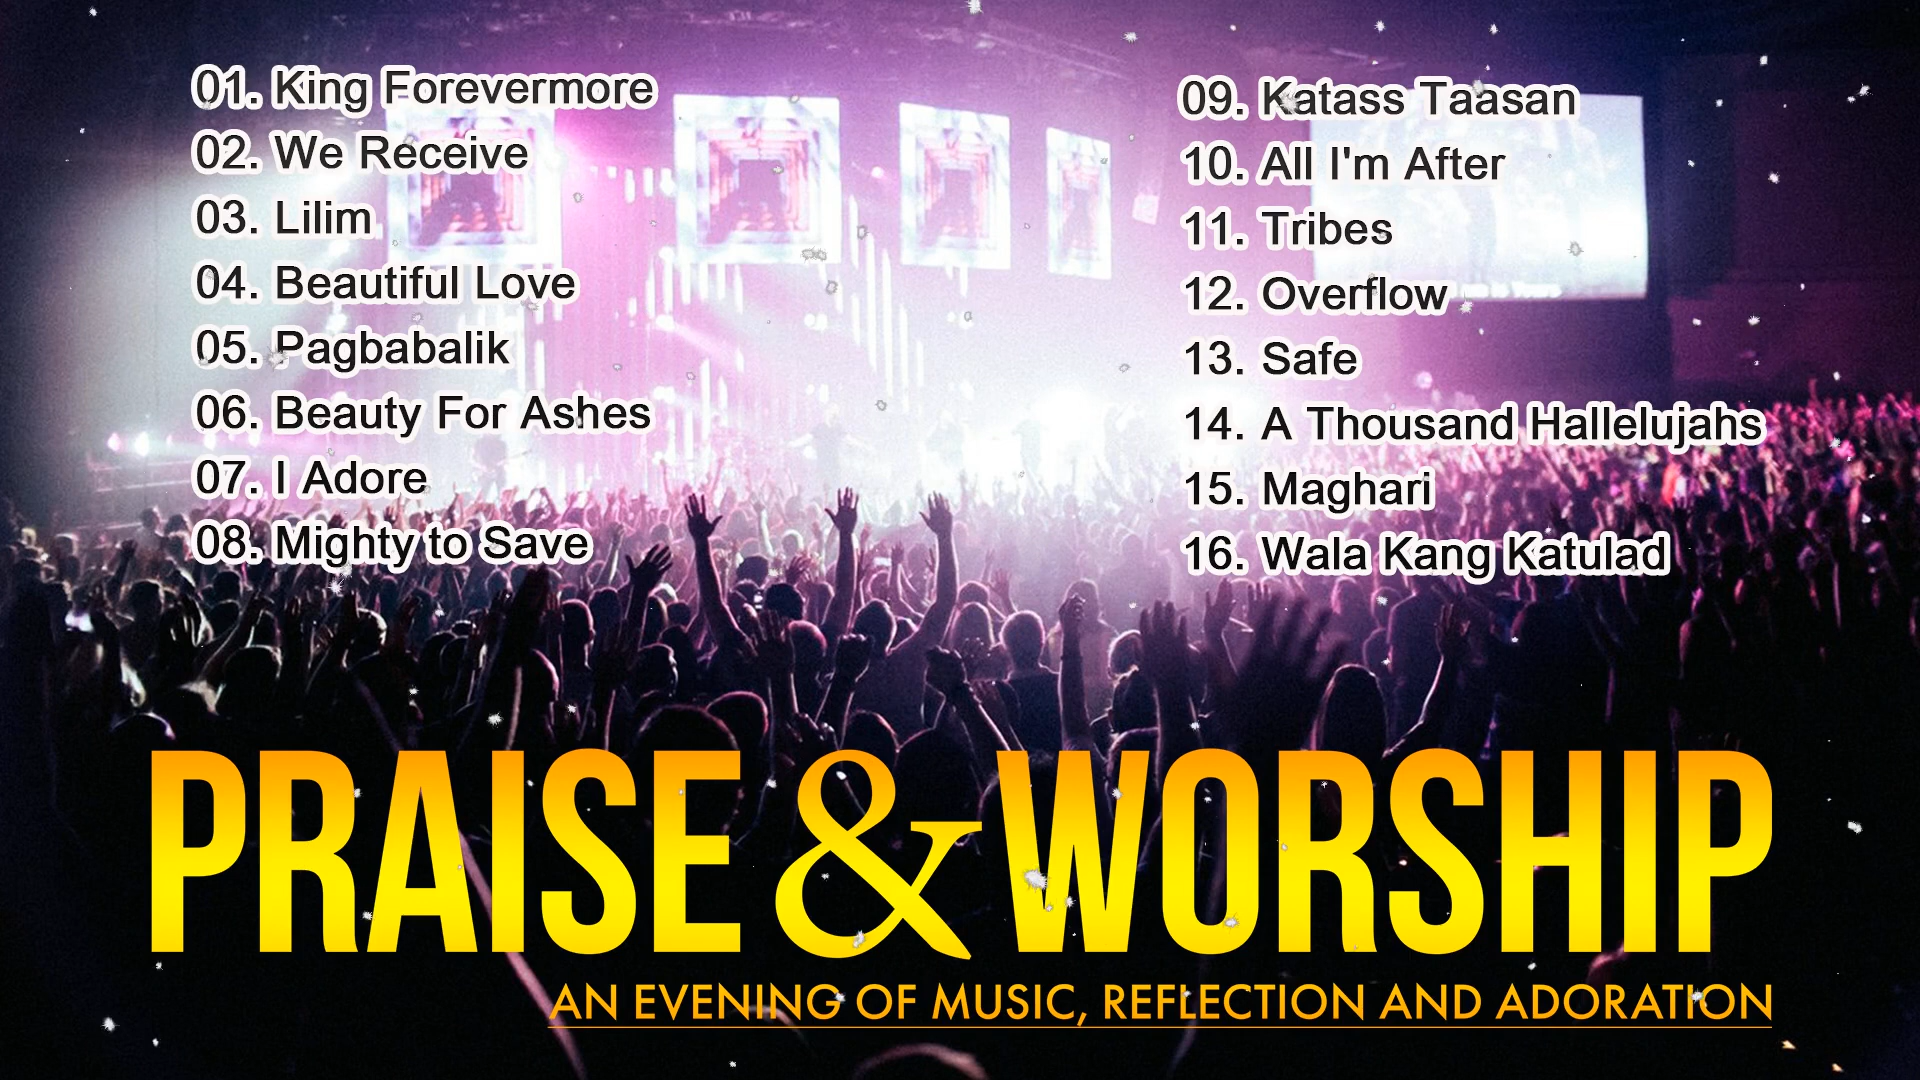 01. King Forevermore
02. We Receive
03. Lilim
04. Beautiful Love
05. Pagbabalik
06. Beauty For Ashes
07. I Adore
08. Mighty to Save
09. Katass Taasan
10. All I'm After
11. Tribes
12. Overflow
13. Safe
14. A Thousand Hallelujahs
15. Maghari
16. Wala Kang Katulad
PRAISE & WORSHIP
AN EVENING OF MUSIC, REFLECTION AND ADORATION